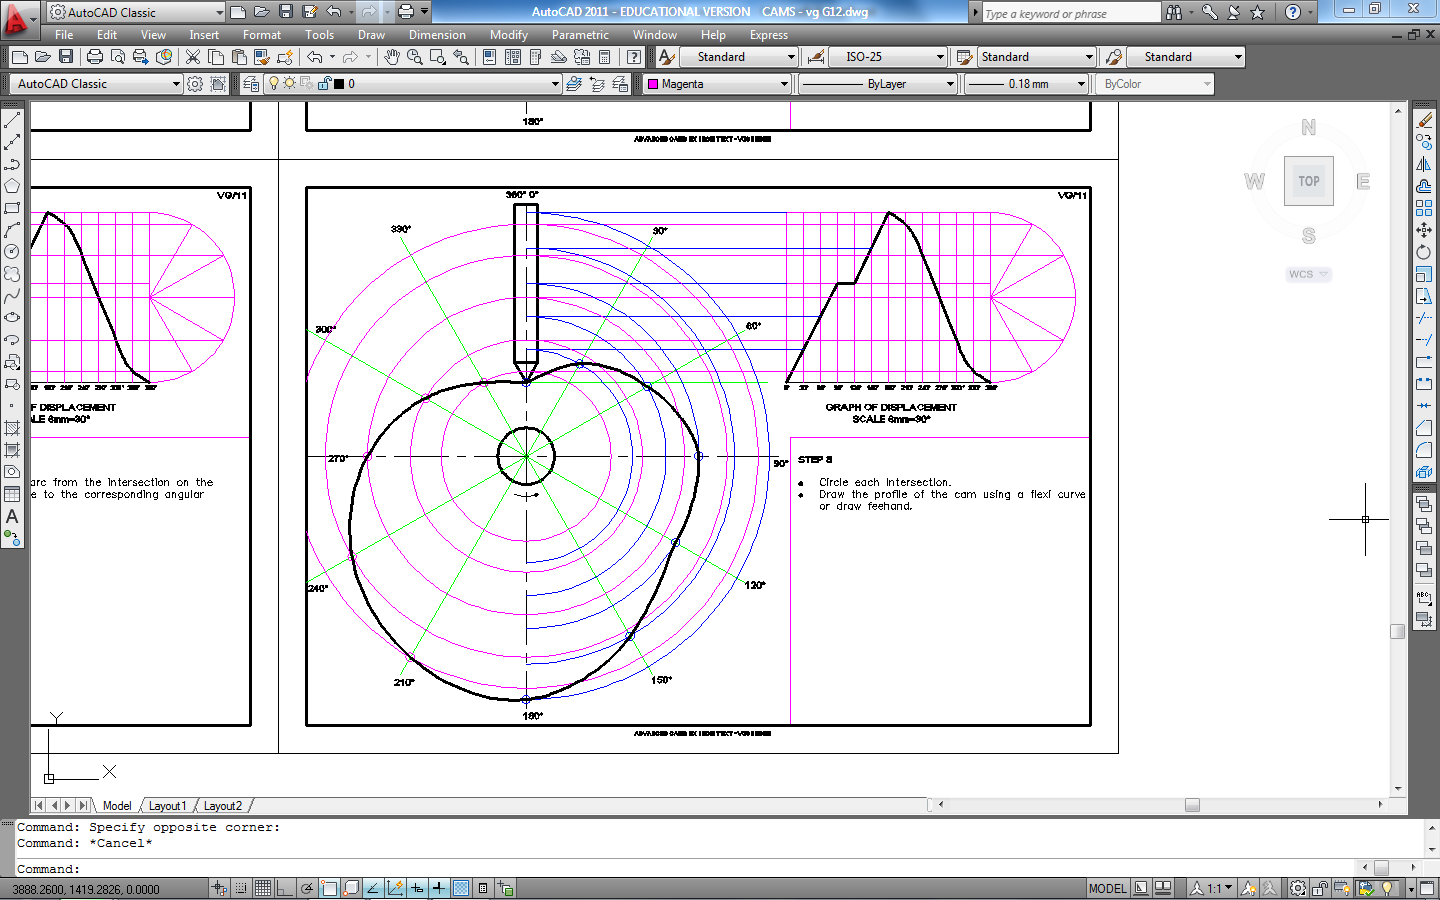 AutoCAD Classic
AutoCAD 2011 - EDUCATIONAL VERSION CAMS - vg G12.dwg
Type a keyword or phrase
File Edit View Insert Format Tools Draw Dimension Modify Parametric Window Help Express
Standard ISO-25 Standard Standard
AutoCAD Classic 0 Magenta ByLayer 0.18 mm ByColor
180°
N
W TOP E
S
WCS
VG/11
360° 0° VG/11
330° 30°
300° 60°
F DISPLACEMENT
ALE 6mm=30°
GRAPH OF DISPLACEMENT
SCALE 6mm=30°
270° 90°
STEP 8
arc from the intersection on the
e to the corresponding angular
• Circle each intersection.
• Draw the profile of the cam using a flexi curve
or draw feehand.
240° 120°
210° 150°
180°
Y
X
Model Layout1 Layout2
Command: Specify opposite corner:
Command: *Cancel*
Command:
3888.2600, 1419.2826, 0.0000 MODEL 1:1